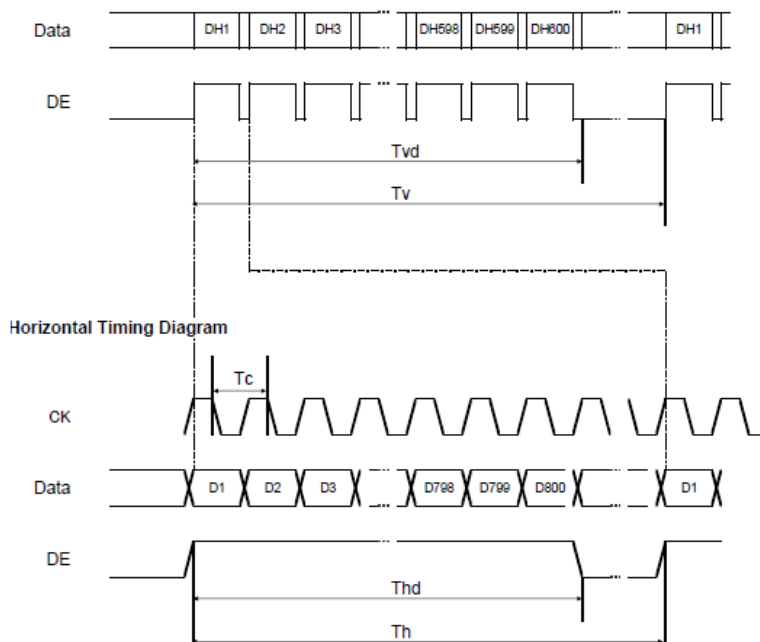 Data DH1 DH2 DH3 DH598 DH599 DH600 DH1
DE
Tvd
Tv
Horizontal Timing Diagram
Tc
CK
Data D1 D2 D3 D798 D799 D800 D1
DE
Thd
Th